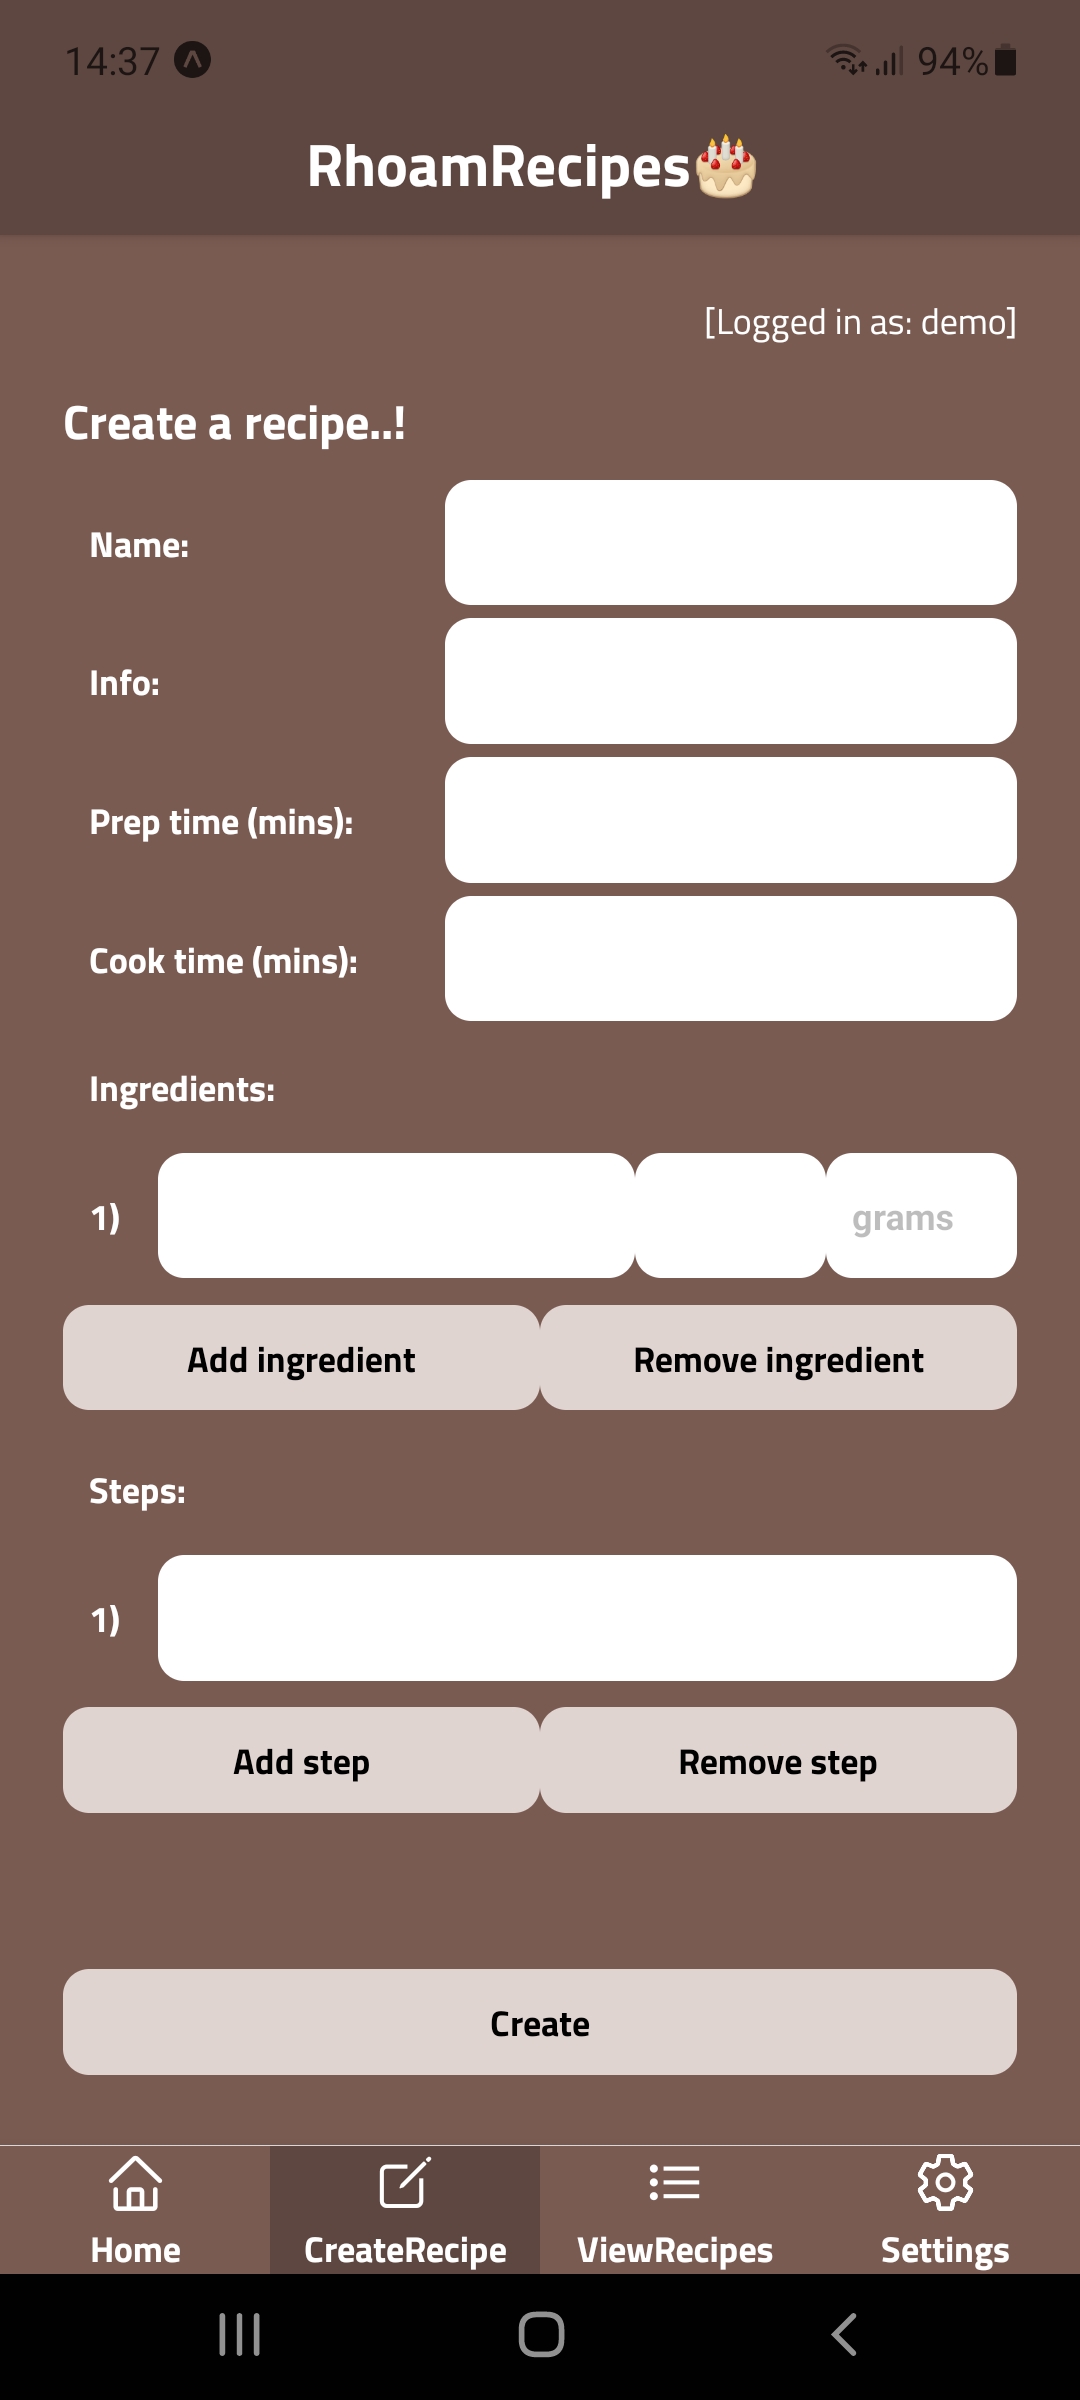 14:37 94%
RhoamRecipes🎂
[Logged in as: demo]
Create a recipe..!
Name:
Info:
Prep time (mins):
Cook time (mins):
Ingredients:
1) grams
Add ingredient Remove ingredient
Steps:
1)
Add step Remove step
Create
Home CreateRecipe ViewRecipes Settings